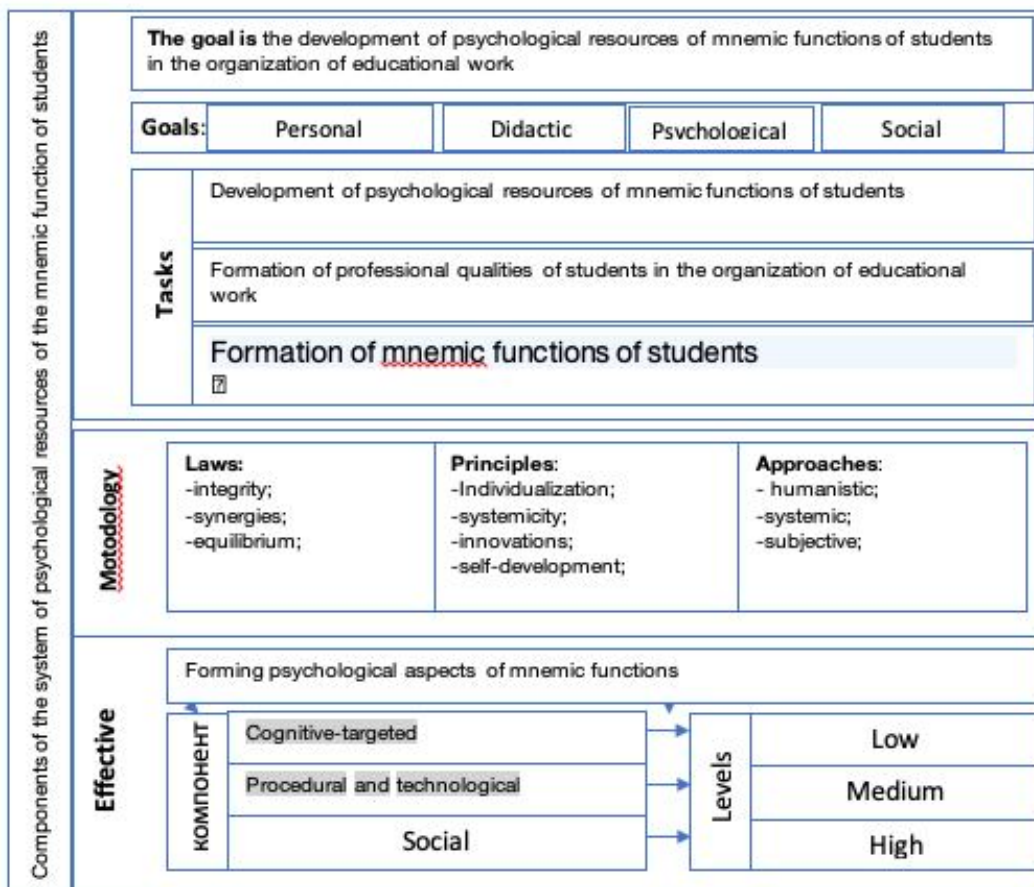 Components of the system of psychological resources of the mnemic function of students
The goal is the development of psychological resources of mnemic functions of students
in the organization of educational work
Goals:
Personal
Didactic
Psychological
Social
Tasks
Development of psychological resources of mnemic functions of students
Formation of professional qualities of students in the organization of educational
work
Formation of mnemic functions of students
Motodology
Laws:
-integrity;
-synergies;
-equilibrium;
Principles:
-Individualization;
-systemicity;
-innovations;
-self-development;
Approaches:
- humanistic;
-systemic;
-subjective;
Effective
Forming psychological aspects of mnemic functions
компонент
Cognitive-targeted
Procedural and technological
Social
Levels
Low
Medium
High